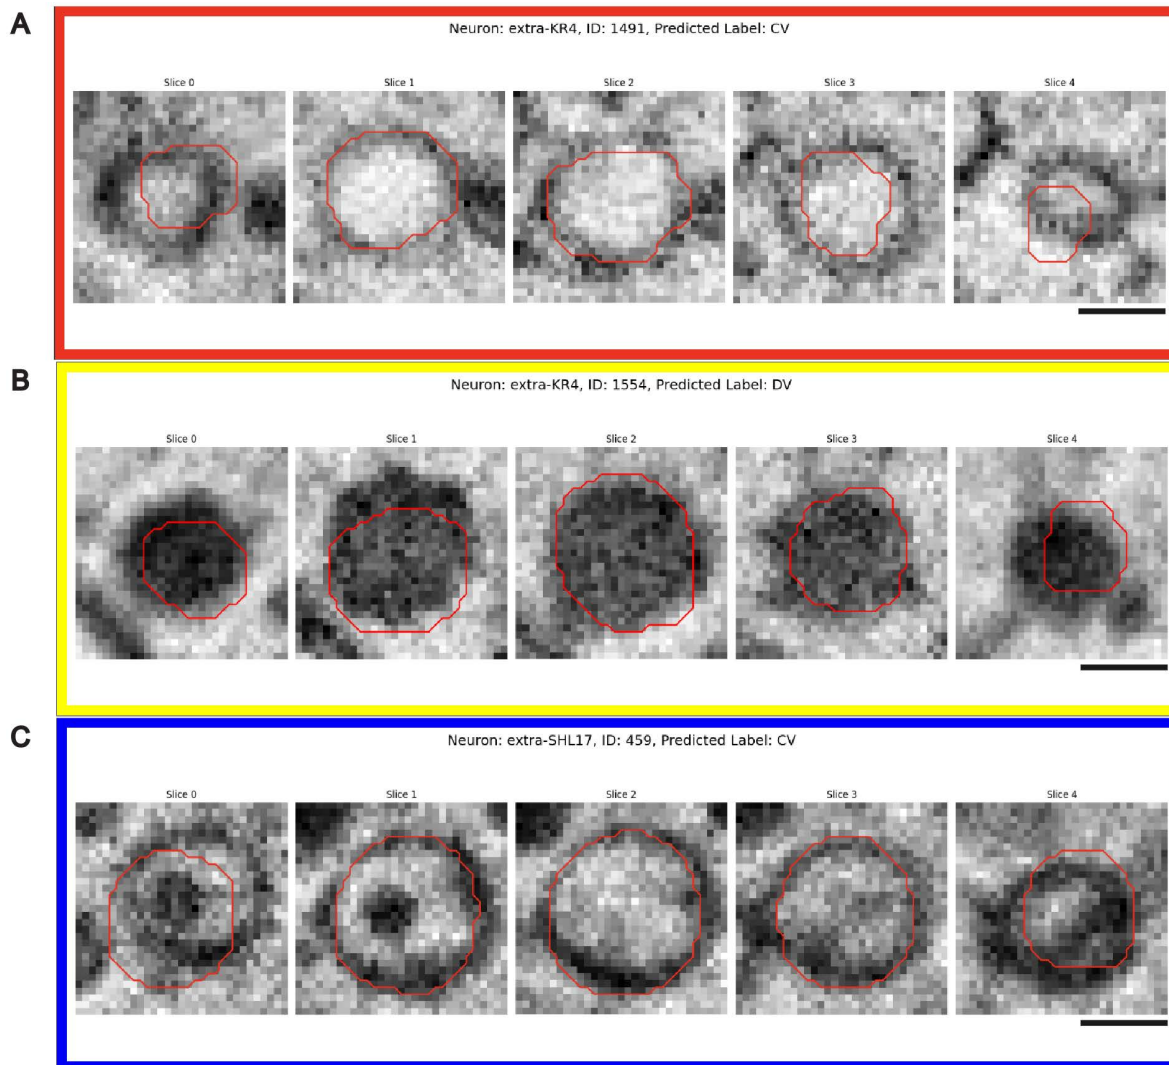 A
Neuron: extra-KR4, ID: 1491, Predicted Label: CV
Slice 0 Slice 1 Slice 2 Slice 3 Slice 4
B
Neuron: extra-KR4, ID: 1554, Predicted Label: DV
Slice 0 Slice 1 Slice 2 Slice 3 Slice 4
C
Neuron: extra-SHL17, ID: 459, Predicted Label: CV
Slice 0 Slice 1 Slice 2 Slice 3 Slice 4